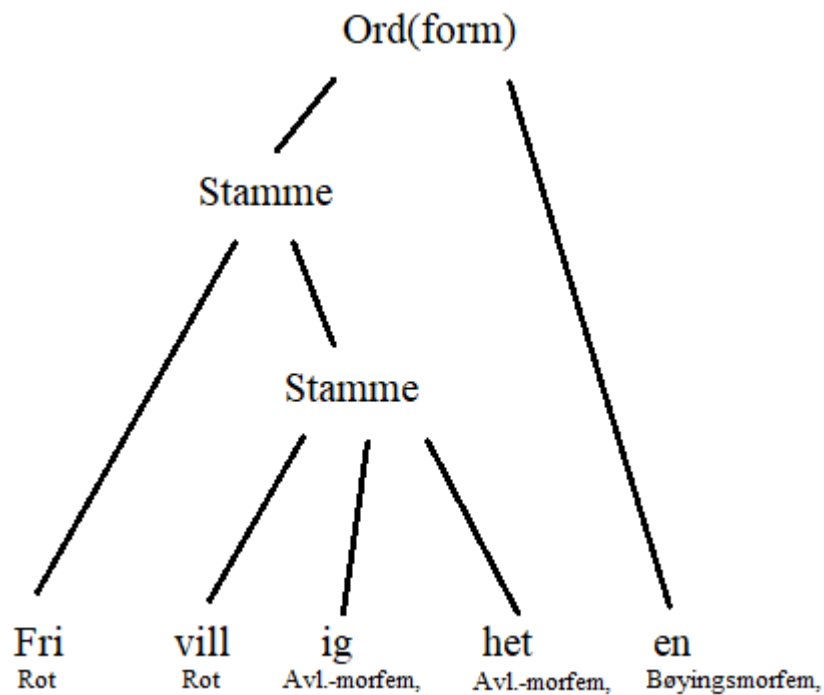 Ord(form)
Stamme
Stamme
Fri vill ig het en
Rot Rot Avl.-morfem, Avl.-morfem, Bøyingsmorfem,